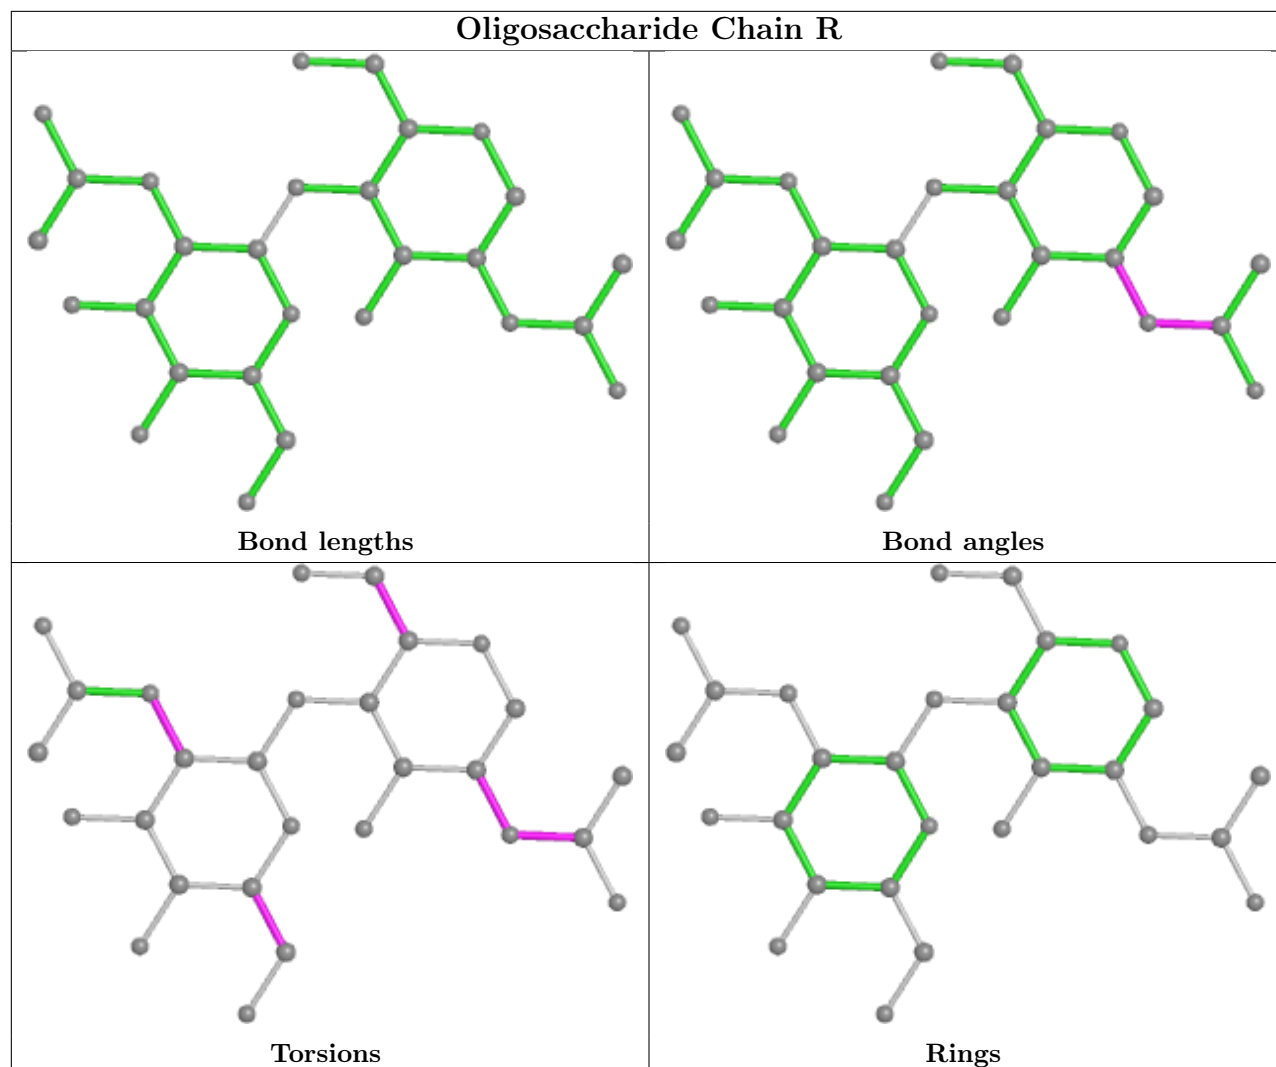 Oligosaccharide Chain R
Bond lengths
Bond angles
Torsions
Rings